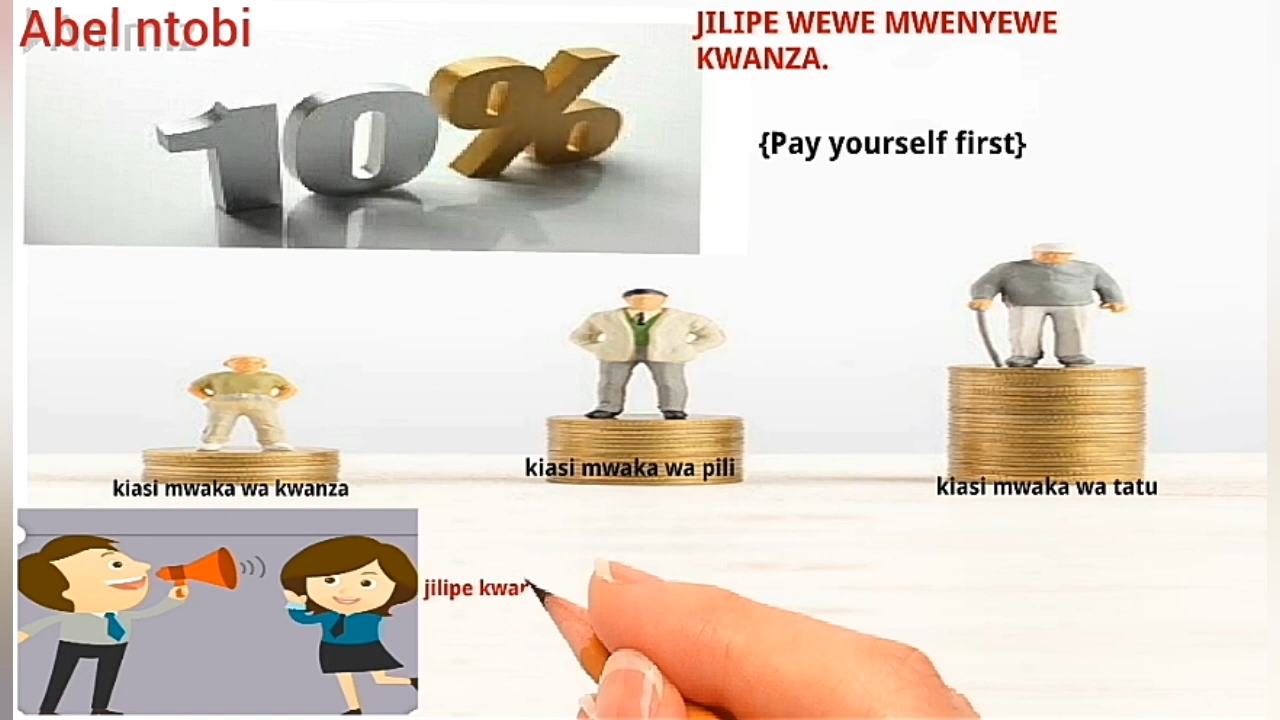 Abel ntobi
10%
JILIPE WEWE MWENYEWE
KWANZA.
{Pay yourself first}
kiasi mwaka wa kwanza
kiasi mwaka wa pili
kiasi mwaka wa tatu
jilipe kwan